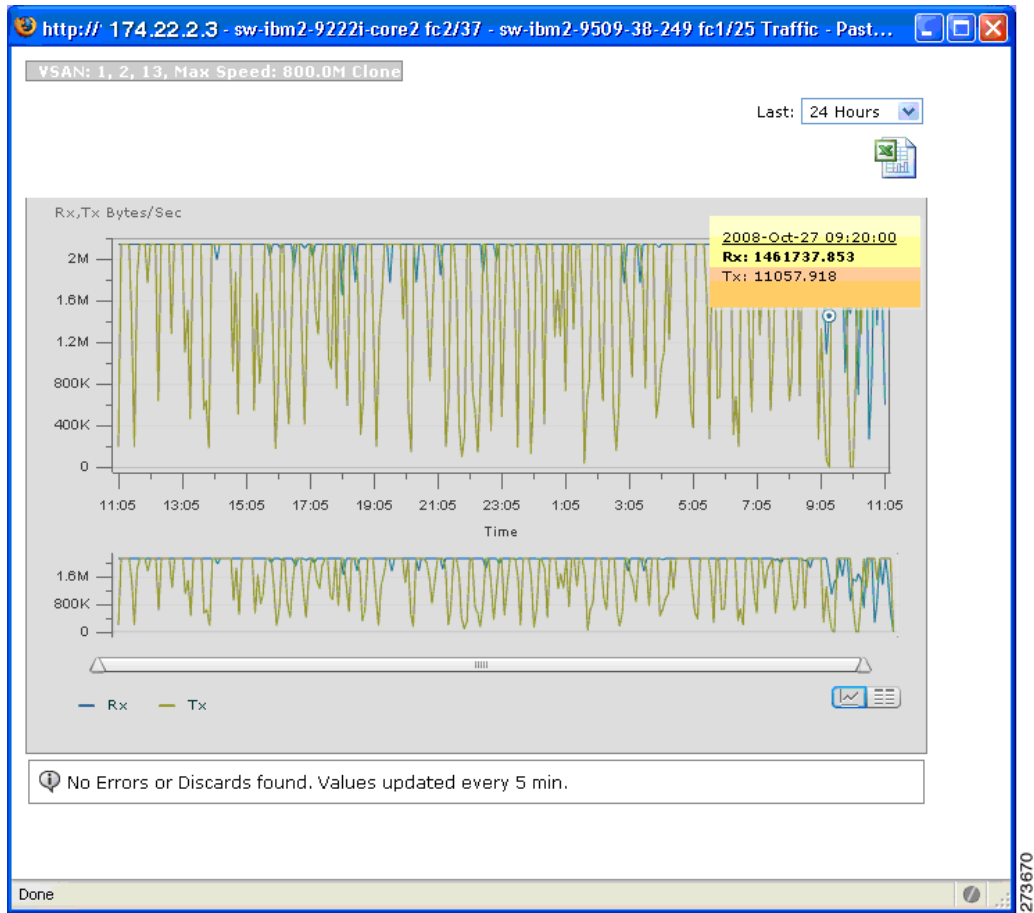 http:// 174.22.2.3 - sw-ibm2-9222i-core2 fc2/37 - sw-ibm2-9509-38-249 fc1/25 Traffic - Past...
VSAN: 1, 2, 13, Max Speed: 800.0M Clone
Last: 24 Hours
Rx,Tx Bytes/Sec
2008-Oct-27 09:20:00
Rx: 1461737.853
Tx: 11057.918
2M
1.6M
1.2M
800K
400K
0
11:05 13:05 15:05 17:05 19:05 21:05 23:05 1:05 3:05 5:05 7:05 9:05 11:05
Time
1.6M
800K
0
Rx Tx
No Errors or Discards found. Values updated every 5 min.
Done
273670